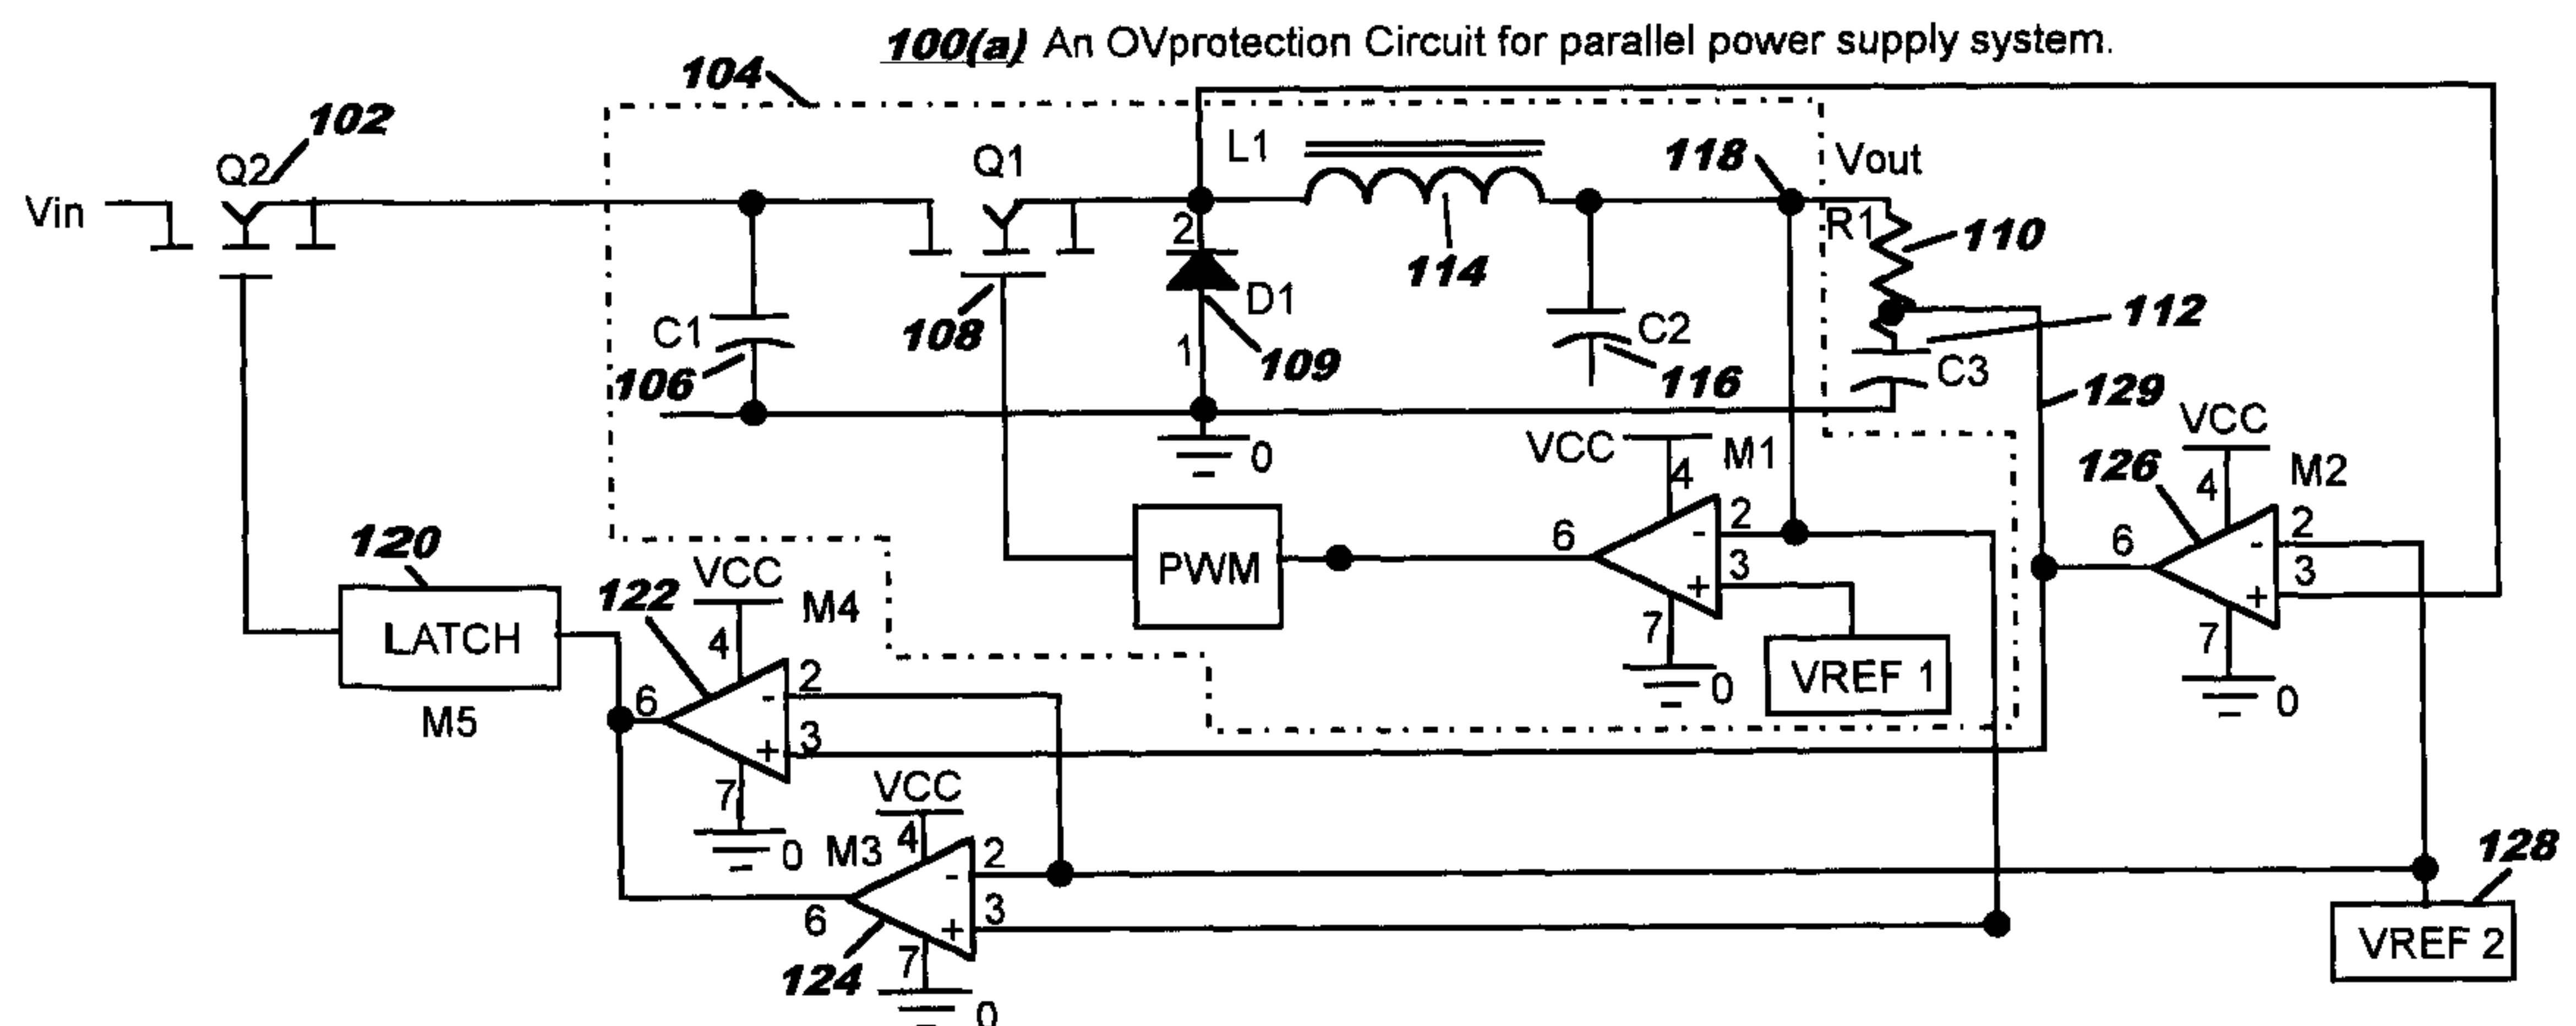 100(a) An OVprotection Circuit for parallel power supply system.
104
102
Q2
Vin
Q1
L1
118
Vout
2
R1
110
114
C1
108
D1
C2
112
1
109
106
116
C3
129
0
VCC
M1
4
VCC
126
M2
4
120
PWM
6
2
-
3
+
6
2
-
3
+
LATCH
VCC
122
M4
4
7
VREF 1
7
M5
6
2
-
0
0
3
+
VCC
7
4
0
M3
2
-
128
6
3
+
VREF 2
124
7
0